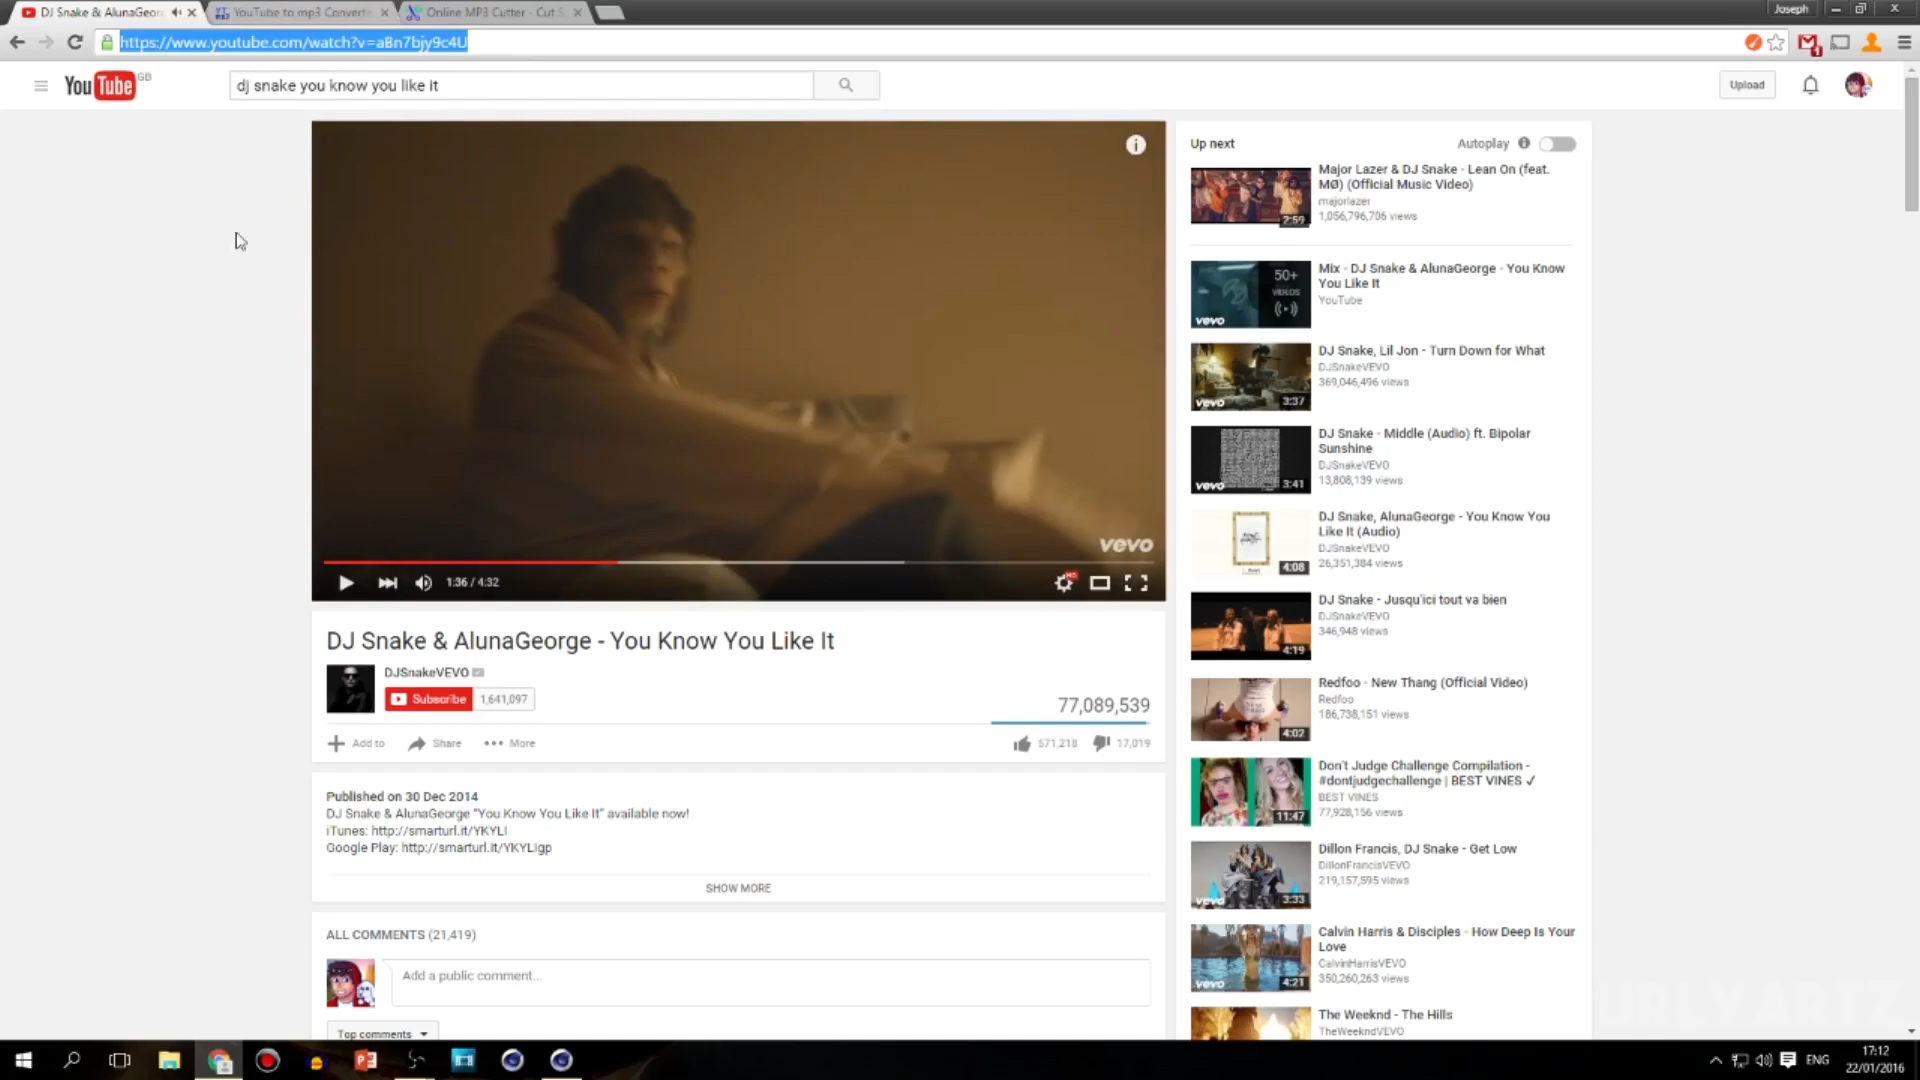 DJ Snake & AlunaGeor
YouTube to mp3 Converte
Online MP3 Cutter - Cut S
Joseph
https://www.youtube.com/watch?v=aBn7bjy9c4U
1
You Tube GB
dj snake you know you like it
Upload
vevo
1:36 / 4:32
HD
DJ Snake & AlunaGeorge - You Know You Like It
DJSnakeVEVO
Subscribe 1,641,097
77,089,539
Add to Share More
571,218 17,019
Published on 30 Dec 2014
DJ Snake & AlunaGeorge "You Know You Like It" available now!
iTunes: http://smarturl.it/YKYLI
Google Play: http://smarturl.it/YKYLIgp
SHOW MORE
ALL COMMENTS (21,419)
Add a public comment...
Top comments
Up next
Autoplay
Major Lazer & DJ Snake - Lean On (feat.
MØ) (Official Music Video)
majorlazer
1,056,796,706 views
2:59
Mix - DJ Snake & AlunaGeorge - You Know
You Like It
YouTube
50+
VIDEOS
vevo
DJ Snake, Lil Jon - Turn Down for What
DJSnakeVEVO
369,046,496 views
vevo 3:37
DJ Snake - Middle (Audio) ft. Bipolar
Sunshine
DJSnakeVEVO
13,808,139 views
vevo 3:41
DJ Snake, AlunaGeorge - You Know You
Like It (Audio)
DJSnakeVEVO
26,351,384 views
4:08
DJ Snake - Jusqu'ici tout va bien
DJSnakeVEVO
346,948 views
4:19
Redfoo - New Thang (Official Video)
Redfoo
186,738,151 views
4:02
Don't Judge Challenge Compilation -
#dontjudgechallenge | BEST VINES ✓
BEST VINES
77,928,156 views
11:47
Dillon Francis, DJ Snake - Get Low
DillonFrancisVEVO
219,157,595 views
vevo 3:33
Calvin Harris & Disciples - How Deep Is Your
Love
CalvinHarrisVEVO
350,260,263 views
vevo 4:21
The Weeknd - The Hills
TheWeekndVEVO
ENG
17:12
22/01/2016